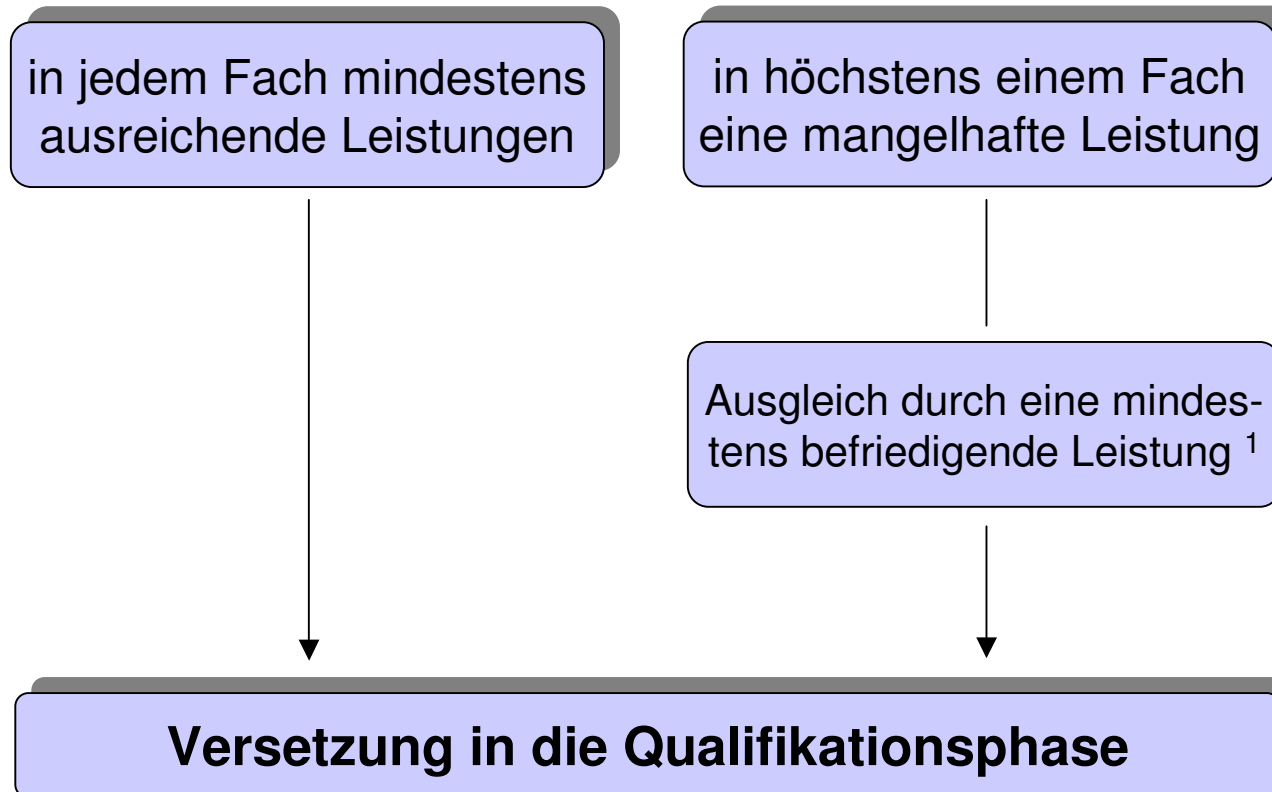 in jedem Fach mindestens
ausreichende Leistungen
in höchstens einem Fach
eine mangelhafte Leistung
Ausgleich durch eine mindes-
tens befriedigende Leistung ¹
Versetzung in die Qualifikationsphase